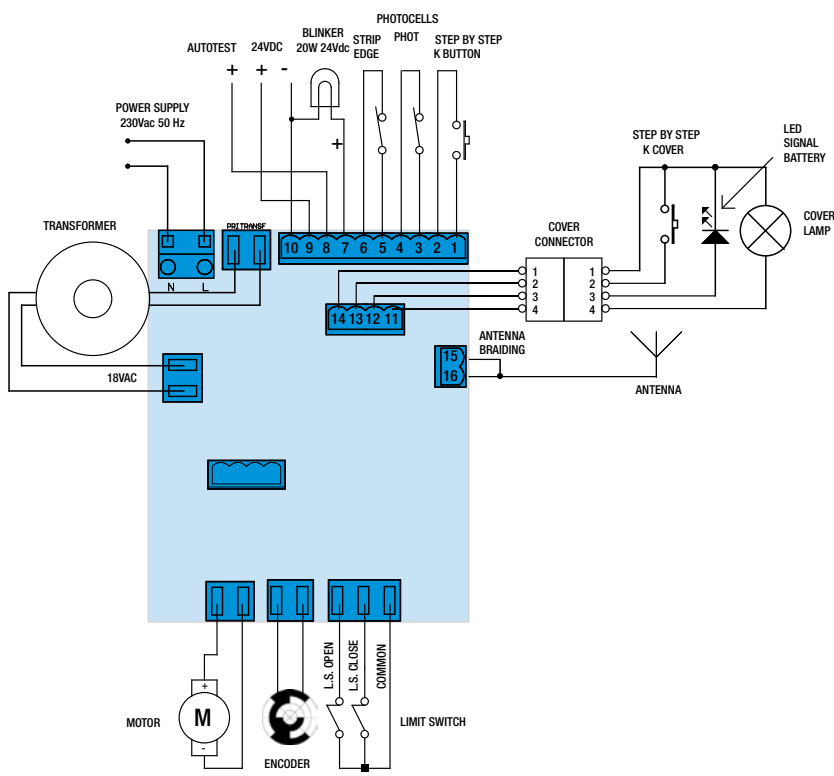 PHOTOCELLS
BLINKER
20W 24Vdc
STRIP
EDGE
PHOT
STEP BY STEP
K BUTTON
AUTOTEST
24VDC
+
+
-
+
POWER SUPPLY
230Vac 50 Hz
LED
SIGNAL
BATTERY
STEP BY STEP
K COVER
TRANSFORMER
PRI TRANSF
10 9 8 7 6 5 4 3 2 1
COVER
CONNECTOR
COVER
LAMP
N L
1 1
2 2
3 3
4 4
14 13 12 11
ANTENNA
BRAIDING
15
16
18VAC
ANTENNA
L.S. OPEN
L.S. CLOSE
COMMON
+
M
-
MOTOR
ENCODER
LIMIT SWITCH